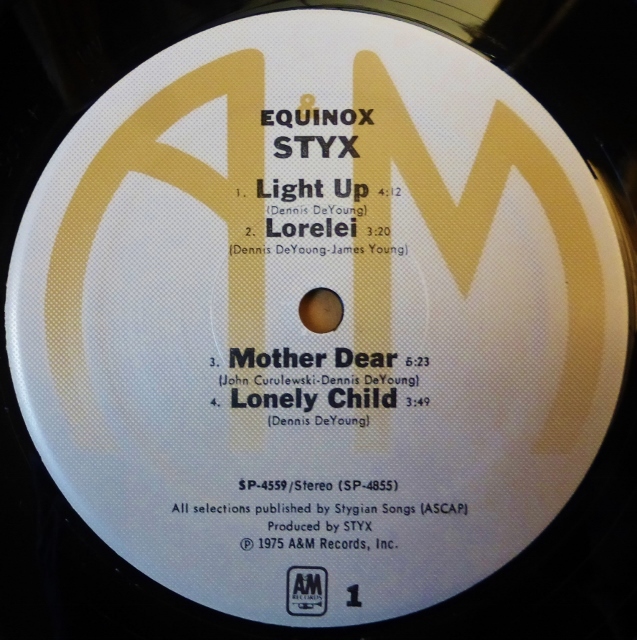 A&M
EQUINOX
STYX
1. Light Up 4:12
(Dennis DeYoung)
2. Lorelei 3:20
(Dennis DeYoung-James Young)
3. Mother Dear 5:23
(John Curulewski-Dennis DeYoung)
4. Lonely Child 3:49
(Dennis DeYoung)
SP-4559/Stereo (SP-4855)
All selections published by Stygian Songs (ASCAP)
Produced by STYX
℗ 1975 A&M Records, Inc.
A&M
RECORDS
1